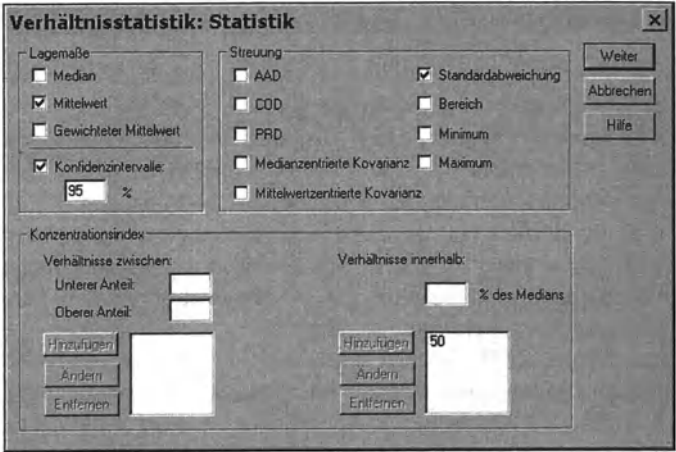 Verhältnisstatistik: Statistik
Lagemaße
Median
Mittelwert
Gewichteter Mittelwert
Konfidenzintervalle:
95 %
Streuung
AAD
COD
PRD
Medianzentrierte Kovarianz
Mittelwertzentrierte Kovarianz
Standardabweichung
Bereich
Minimum
Maximum
Weiter
Abbrechen
Hilfe
Konzentrationsindex
Verhältnisse zwischen:
Unterer Anteil:
Oberer Anteil:
Hinzufügen
Ändern
Entfernen
Verhältnisse innerhalb:
% des Medians
Hinzufügen
50
Ändern
Entfernen